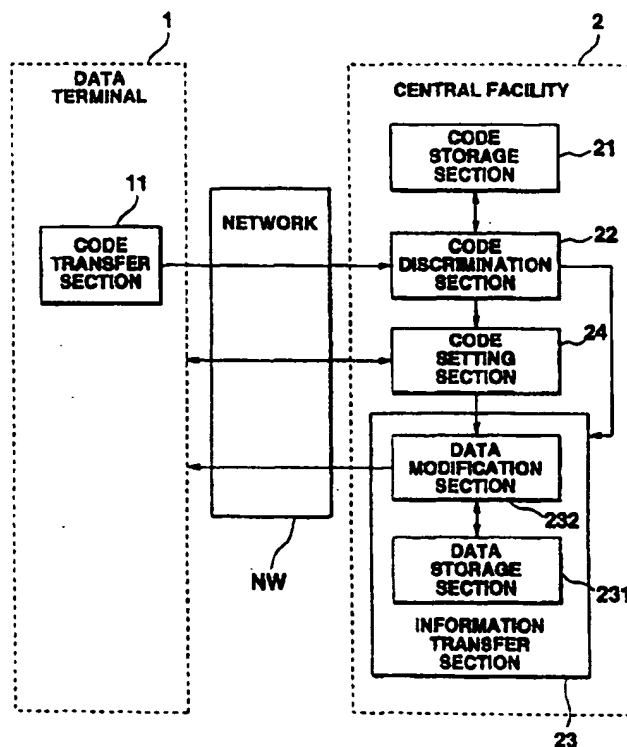 1
DATA
TERMINAL
11
CODE
TRANSFER
SECTION
NETWORK
NW
2
CENTRAL FACILITY
CODE
STORAGE
SECTION
21
CODE
DISCRIMINATION
SECTION
22
CODE
SETTING
SECTION
24
DATA
MODIFICATION
SECTION
232
DATA
STORAGE
SECTION
231
INFORMATION
TRANSFER
SECTION
23